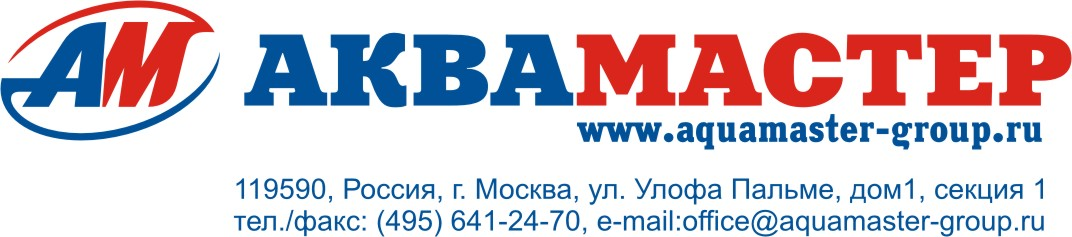 АМ АКВАМАСТЕР
www.aquamaster-group.ru
119590, Россия, г. Москва, ул. Улофа Пальме, дом1, секция 1
тел./факс: (495) 641-24-70, e-mail:office@aquamaster-group.ru